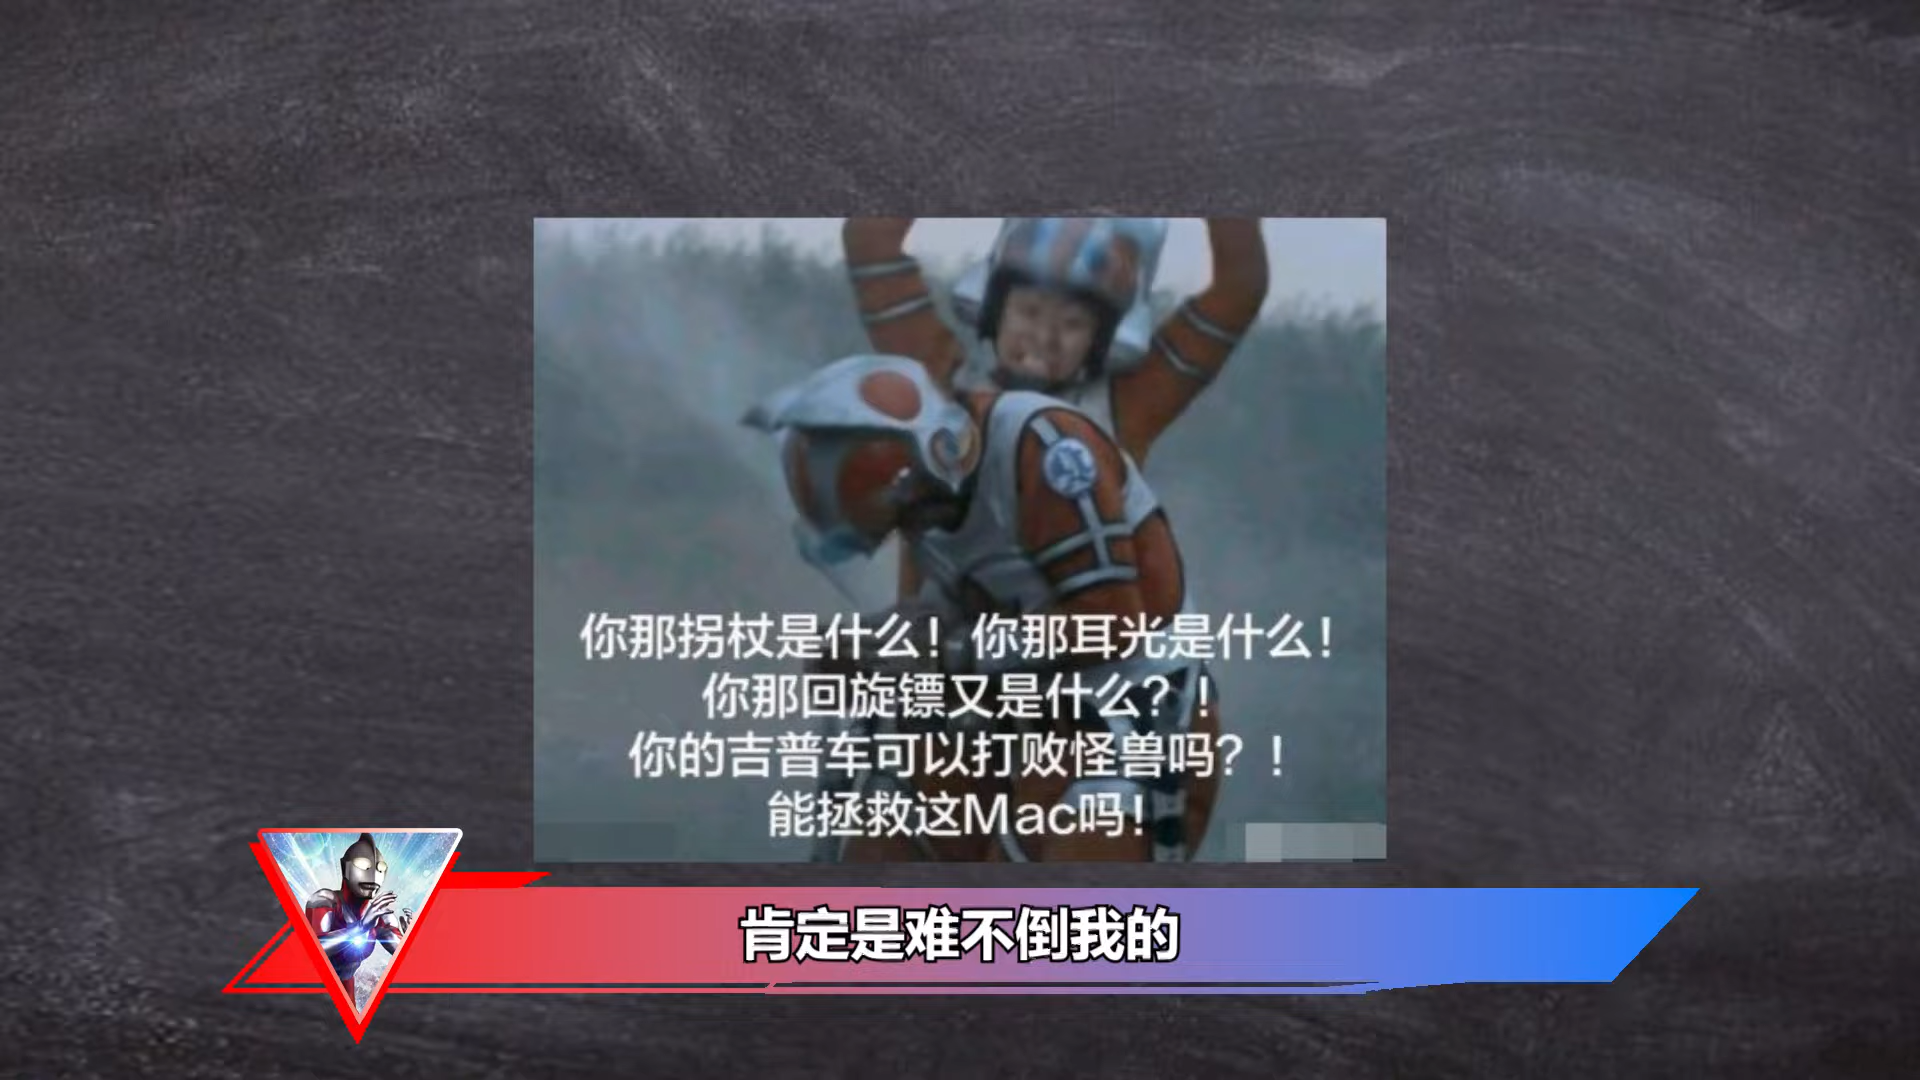 你那拐杖是什么！你那耳光是什么！
你那回旋镖又是什么？！
你的吉普车可以打败怪兽吗？！
能拯救这Mac吗！
肯定是难不倒我的